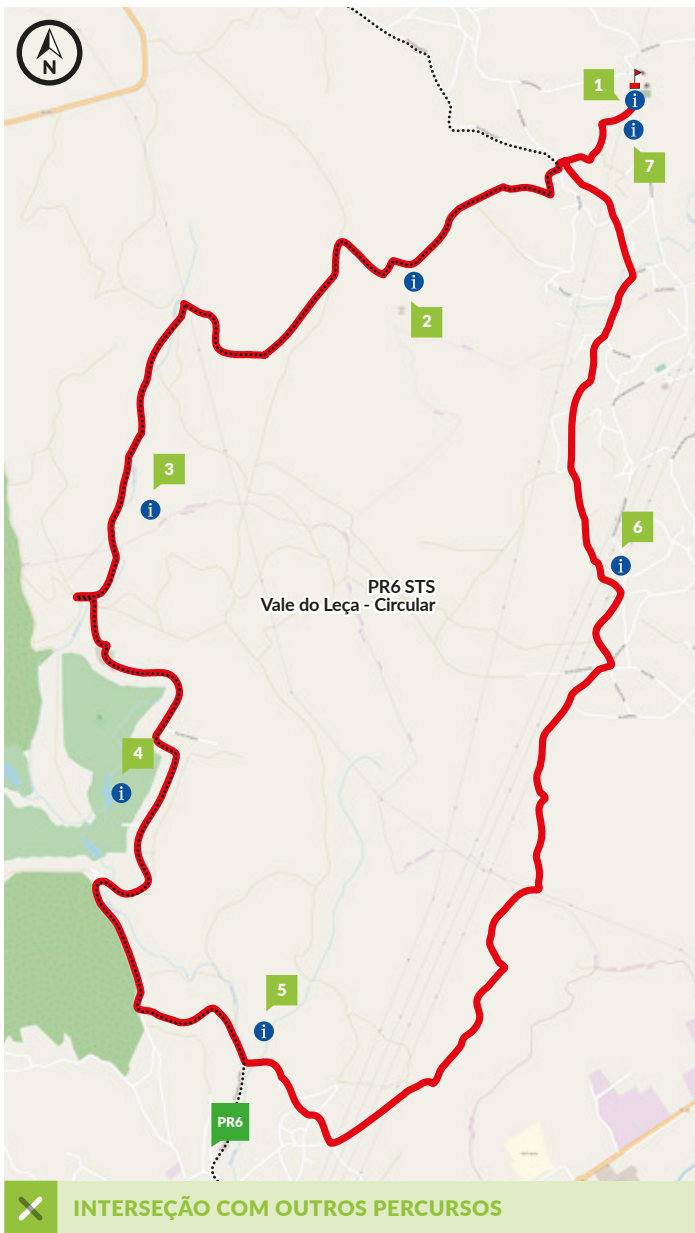 N
1
i
i
7
i
2
3
i
6
i
PR6 STS
Vale do Leça - Circular
4
i
5
i
PR6
INTERSEÇÃO COM OUTROS PERCURSOS